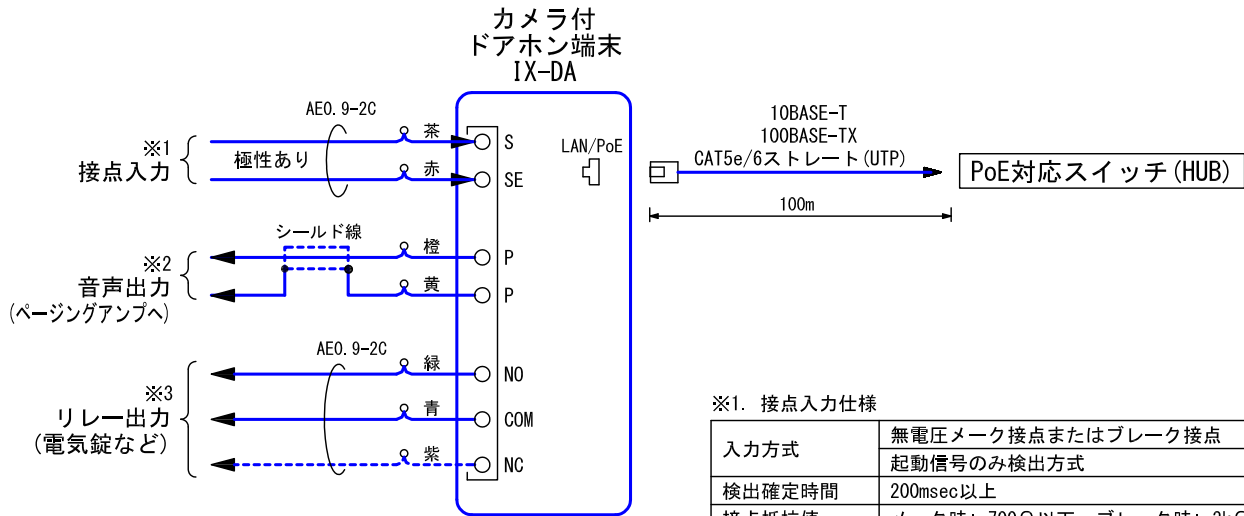 カメラ付
ドアホン端末
IX-DA
AE0.9-2C
※1
接点入力
極性あり
茶
S
赤
SE
LAN/PoE
10BASE-T
100BASE-TX
CAT5e/6ストレート(UTP)
PoE対応スイッチ(HUB)
100m
シールド線
※2
音声出力
(ページングアンプへ)
橙
P
黄
P
AE0.9-2C
※3
リレー出力
(電気錠など)
緑
NO
青
COM
紫
NC
※1. 接点入力仕様
入力方式
無電圧メーク接点またはブレーク接点
起動信号のみ検出方式
検出確定時間
200msec以上